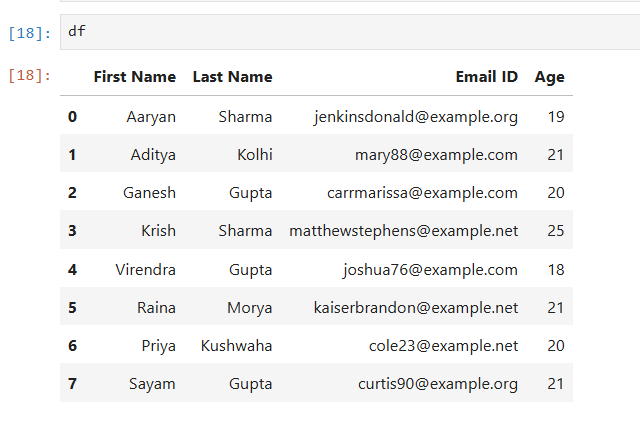 [18]: df
[18]: First Name Last Name Email ID Age
0 Aaryan Sharma jenkinsdonald@example.org 19
1 Aditya Kolhi mary88@example.com 21
2 Ganesh Gupta carrmarissa@example.com 20
3 Krish Sharma matthewstephens@example.net 25
4 Virendra Gupta joshua76@example.com 18
5 Raina Morya kaiserbrandon@example.net 21
6 Priya Kushwaha cole23@example.net 20
7 Sayam Gupta curtis90@example.org 21